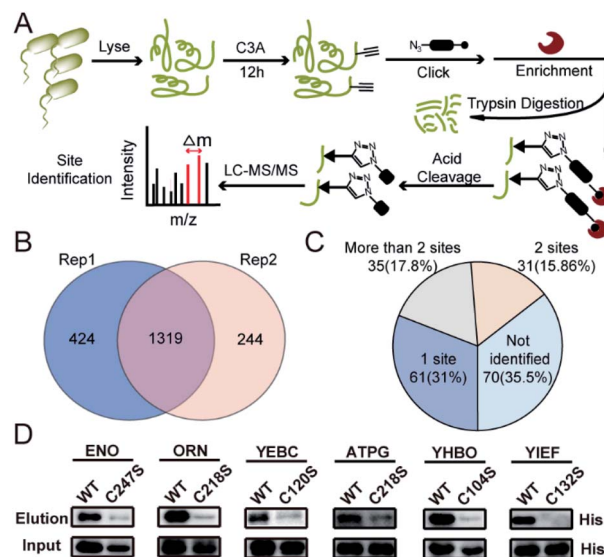 A
Lyse
C3A
12h
N3
Click
Enrichment
Trypsin Digestion
Site
Identification
Intensity
Δm
m/z
LC-MS/MS
N
N
N
N
N
N
Acid
Cleavage
N
N
N
N
N
N
B
Rep1
Rep2
424
1319
244
C
More than 2 sites
35(17.8%)
2 sites
31(15.86%)
1 site
61(31%)
Not
identified
70(35.5%)
D
ENO ORN YEBC ATPG YHBO YIEF
WT C247S WT C218S WT C120S WT C218S WT C104S WT C132S
Elution His
Input His